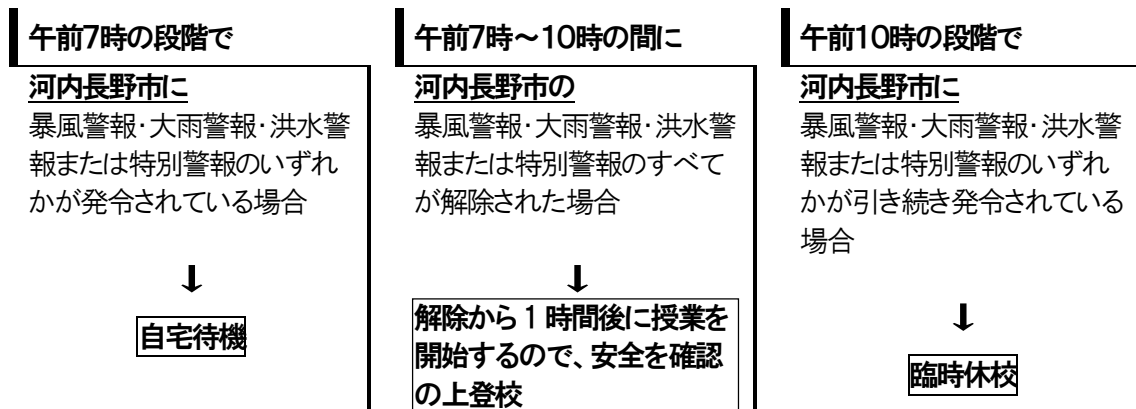 午前7時の段階で
河内長野市に
暴風警報・大雨警報・洪水警
報または特別警報のいずれ
かが発令されている場合
↓
自宅待機
午前7時～10時の間に
河内長野市の
暴風警報・大雨警報・洪水警
報または特別警報のすべて
が解除された場合
↓
解除から1時間後に授業を
開始するので、安全を確認
の上登校
午前10時の段階で
河内長野市に
暴風警報・大雨警報・洪水警
報または特別警報のいずれ
かが引き続き発令されている
場合
↓
臨時休校